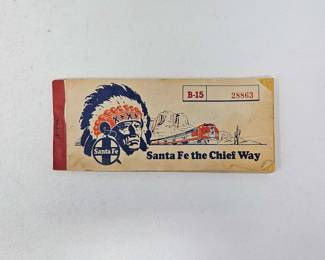 B-15 28863
Santa Fe
Santa Fe the Chief Way